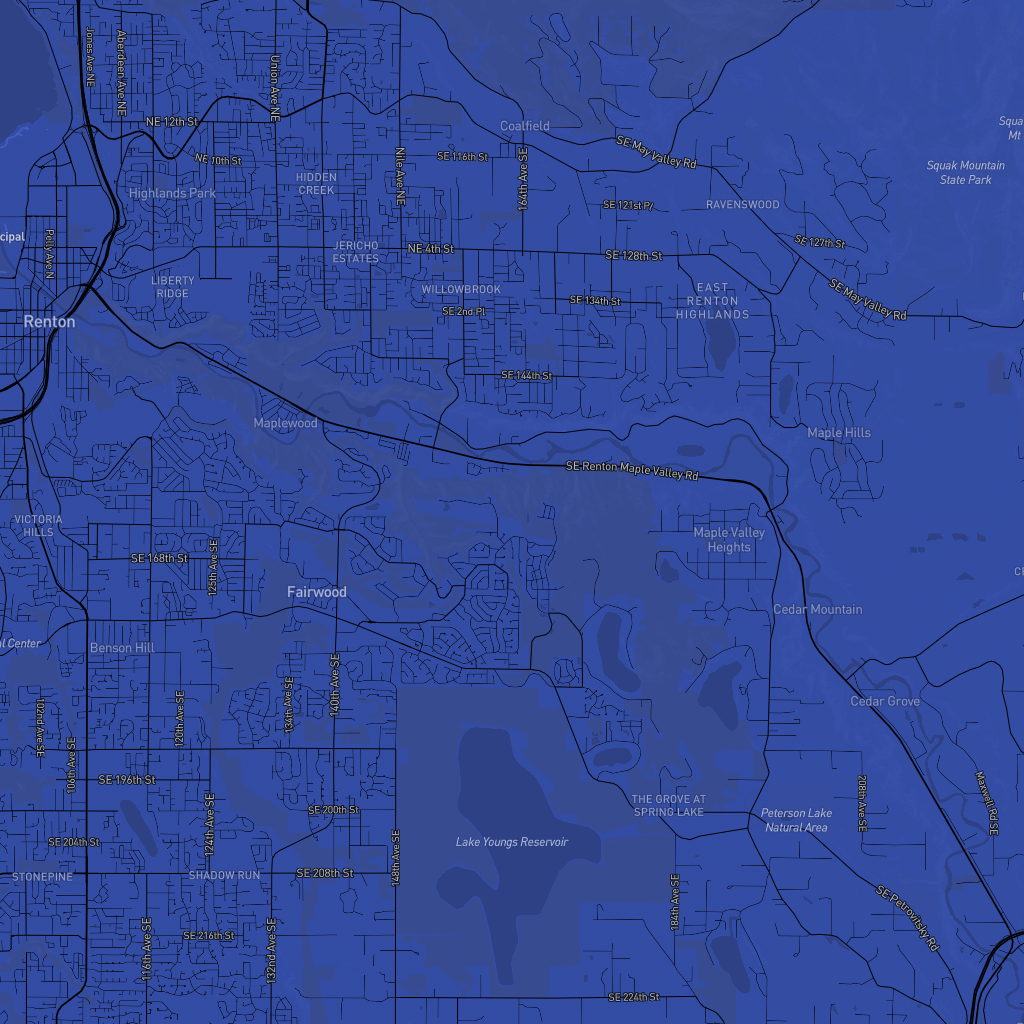 Jones Ave NE
Aberdeen Ave NE
Union Ave NE
NE 12th St
NE 10th St
Coalfield
SE May Valley Rd
SE 116th St
Nile Ave NE
164th Ave SE
Squak Mountain
State Park
HIDDEN
CREEK
Highlands Park
SE 121st Pl
RAVENSWOOD
Pelly Ave N
JERICHO
ESTATES
NE 4th St
SE 128th St
SE 127th St
LIBERTY
RIDGE
WILLOWBROOK
SE 134th St
EAST
RENTON
HIGHLANDS
SE May Valley Rd
Renton
SE 2nd Pl
SE 144th St
Maplewood
Maple Hills
SE Renton Maple Valley Rd
VICTORIA
HILLS
Maple Valley
Heights
SE 168th St
125th Ave SE
Fairwood
Cedar Mountain
Benson Hill
140th Ave SE
134th Ave SE
120th Ave SE
102nd Ave SE
106th Ave SE
Cedar Grove
SE 196th St
SE 200th St
124th Ave SE
THE GROVE AT
SPRING LAKE
Peterson Lake
Natural Area
208th Ave SE
Maxwell Rd SE
SE 204th St
Lake Youngs Reservoir
148th Ave SE
STONEPINE
SHADOW RUN
SE 208th St
184th Ave SE
SE Petrovitsky Rd
116th Ave SE
SE 216th St
132nd Ave SE
SE 224th St